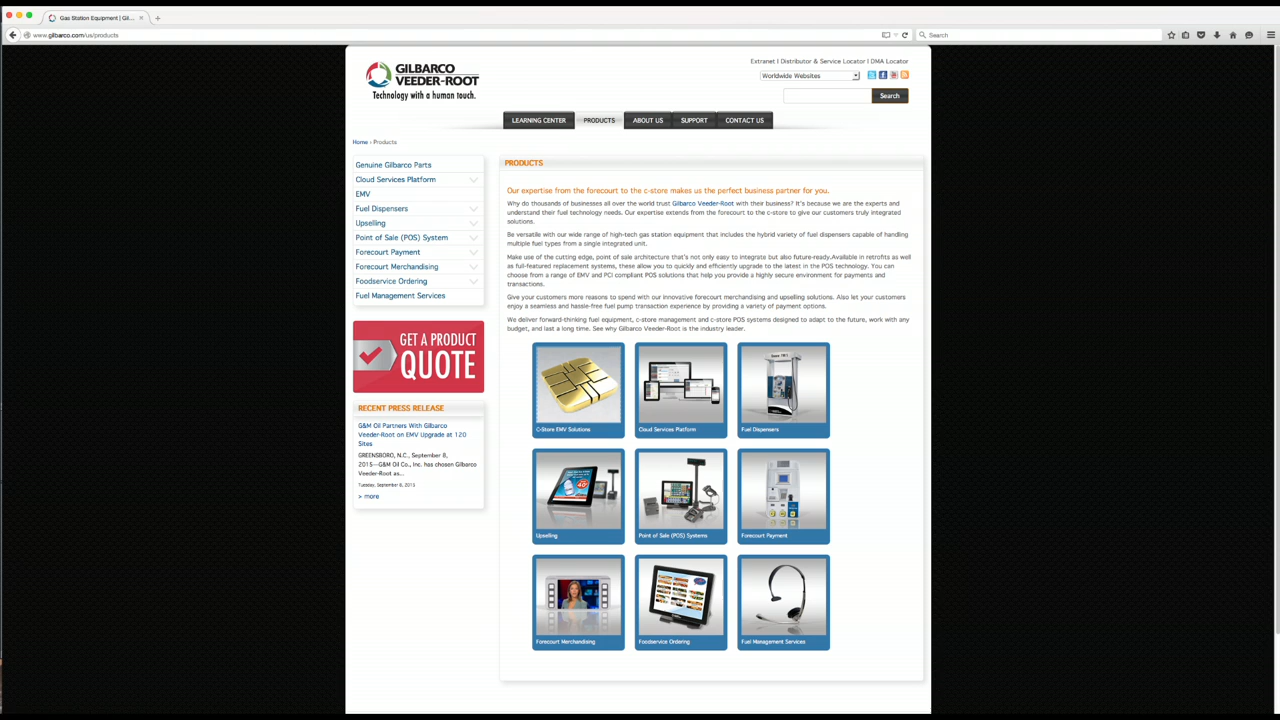 Gas Station Equipment | Gil...
www.gilbarco.com/us/products
Search
GILBARCO
VEEDER-ROOT
Technology with a human touch.
Extranet | Distributor & Service Locator | DMA Locator
Worldwide Websites
Search
LEARNING CENTER PRODUCTS ABOUT US SUPPORT CONTACT US
Home › Products
Genuine Gilbarco Parts
Cloud Services Platform
EMV
Fuel Dispensers
Upselling
Point of Sale (POS) System
Forecourt Payment
Forecourt Merchandising
Foodservice Ordering
Fuel Management Services
GET A PRODUCT
QUOTE
RECENT PRESS RELEASE
G&M Oil Partners With Gilbarco
Veeder-Root on EMV Upgrade at 120
Sites
GREENSBORO, N.C., September 8,
2015—G&M Oil Co., Inc. has chosen Gilbarco
Veeder-Root as...
Tuesday, September 8, 2015
> more
PRODUCTS
Our expertise from the forecourt to the c-store makes us the perfect business partner for you.
Why do thousands of businesses all over the world trust Gilbarco Veeder-Root with their business? It's because we are the experts and
understand their fuel technology needs. Our expertise extends from the forecourt to the c-store to give our customers truly integrated
solutions.
Be versatile with our wide range of high-tech gas station equipment that includes the hybrid variety of fuel dispensers capable of handling
multiple fuel types from a single integrated unit.
Make use of the cutting edge, point of sale architecture that's not only easy to integrate but also future-ready.Available in retrofits as well
as full-featured replacement systems, these allow you to quickly and efficiently upgrade to the latest in the POS technology. You can
choose from a range of EMV and PCI compliant POS solutions that help you provide a highly secure environment for payments and
transactions.
Give your customers more reasons to spend with our innovative forecourt merchandising and upselling solutions. Also let your customers
enjoy a seamless and hassle-free fuel pump transaction experience by providing a variety of payment options.
We deliver forward-thinking fuel equipment, c-store management and c-store POS systems designed to adapt to the future, work with any
budget, and last a long time. See why Gilbarco Veeder-Root is the industry leader.
C-Store EMV Solutions
Cloud Services Platform
Fuel Dispensers
Upselling
Point of Sale (POS) Systems
Forecourt Payment
Forecourt Merchandising
Foodservice Ordering
Fuel Management Services